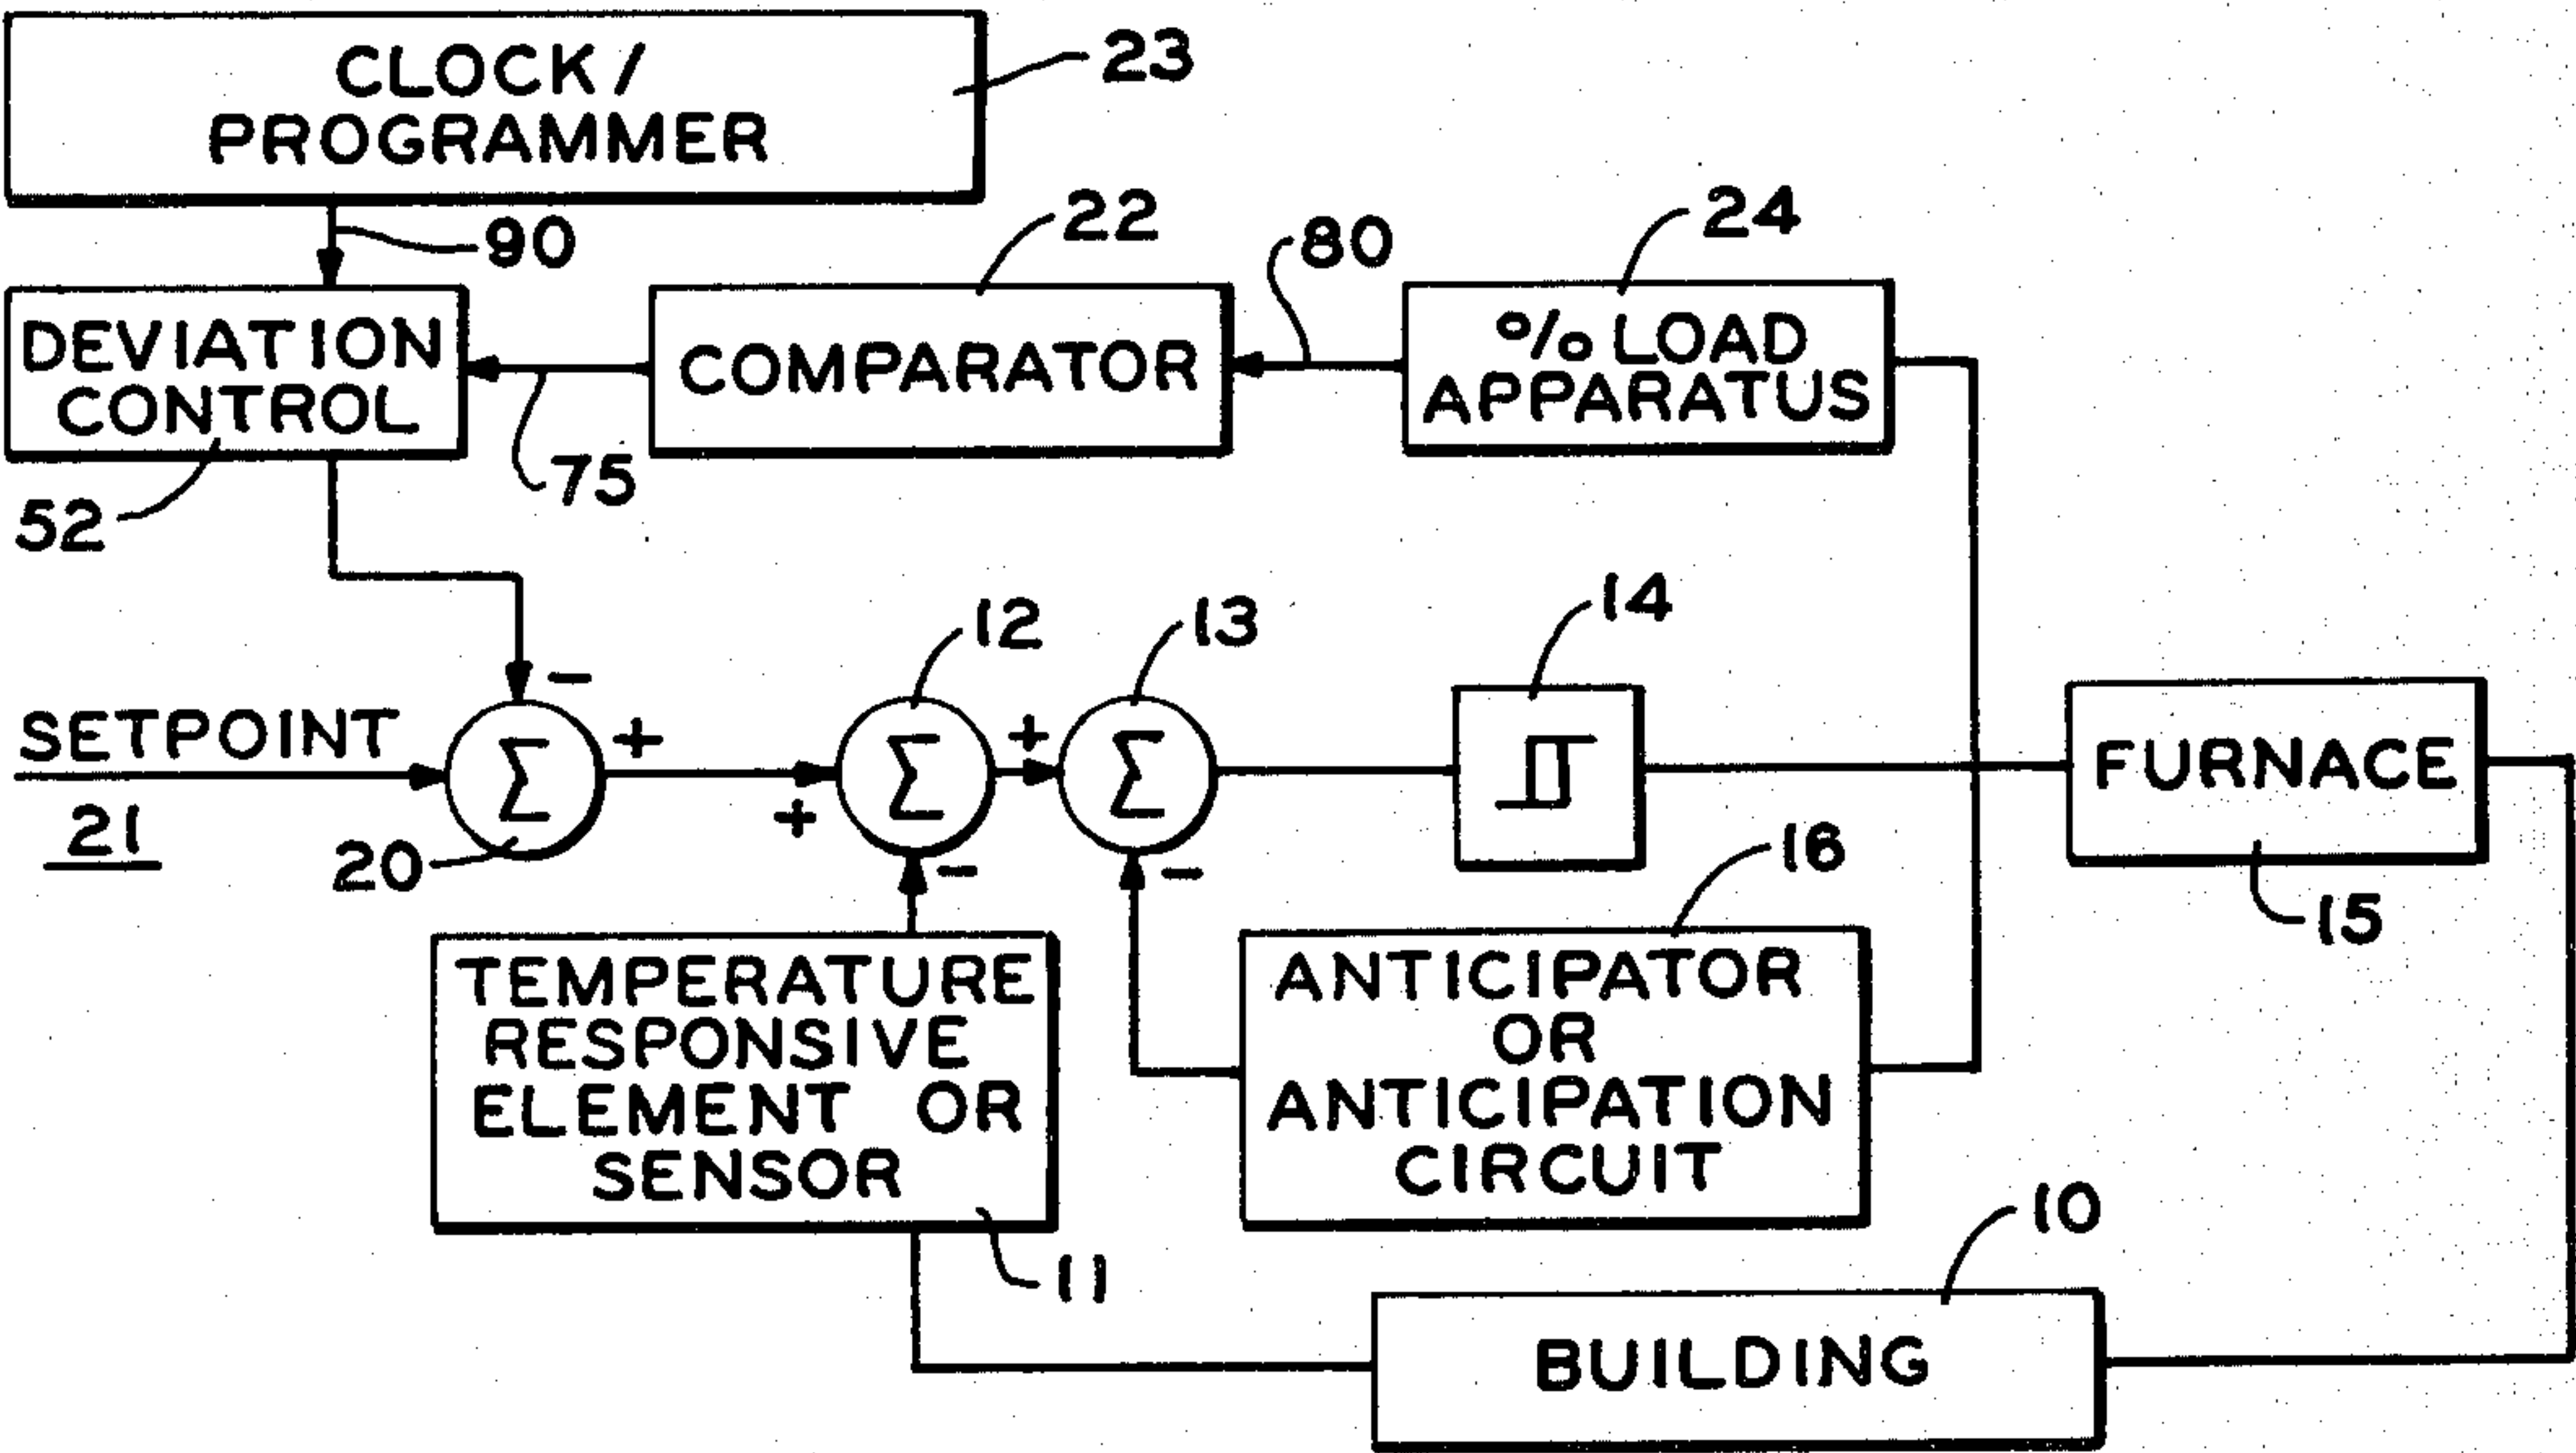 CLOCK/
PROGRAMMER
23
90
22
80
24
DEVIATION
CONTROL
52
75
COMPARATOR
% LOAD
APPARATUS
12
13
14
SETPOINT
21
-
Σ
20
+
+
Σ
-
+
Σ
-
FURNACE
15
16
TEMPERATURE
RESPONSIVE
ELEMENT OR
SENSOR
11
ANTICIPATOR
OR
ANTICIPATION
CIRCUIT
10
BUILDING